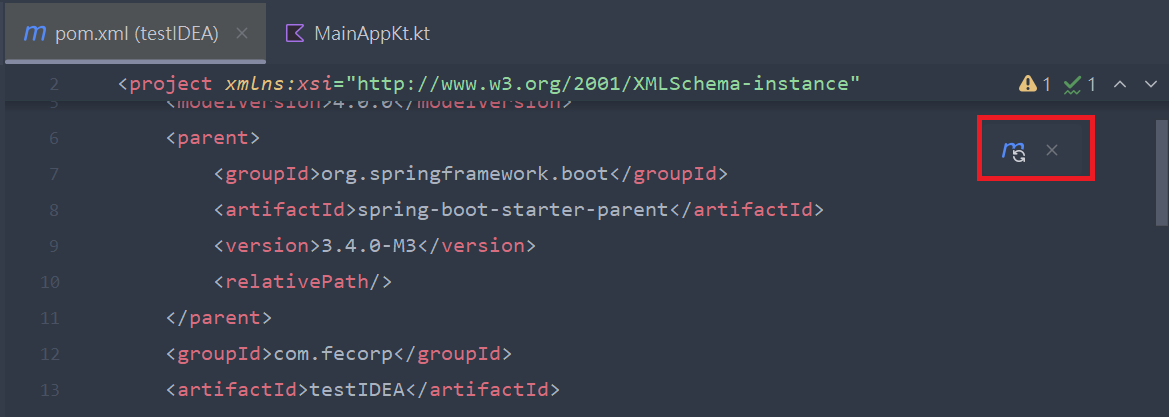 pom.xml (testIDEA)
MainAppKt.kt
2 <project xmlns:xsi="http://www.w3.org/2001/XMLSchema-instance"
1 1
5 <modelVersion>4.0.0</modelVersion>
6 <parent>
7 <groupId>org.springframework.boot</groupId>
8 <artifactId>spring-boot-starter-parent</artifactId>
9 <version>3.4.0-M3</version>
10 <relativePath/>
11 </parent>
12 <groupId>com.fecorp</groupId>
13 <artifactId>testIDEA</artifactId>